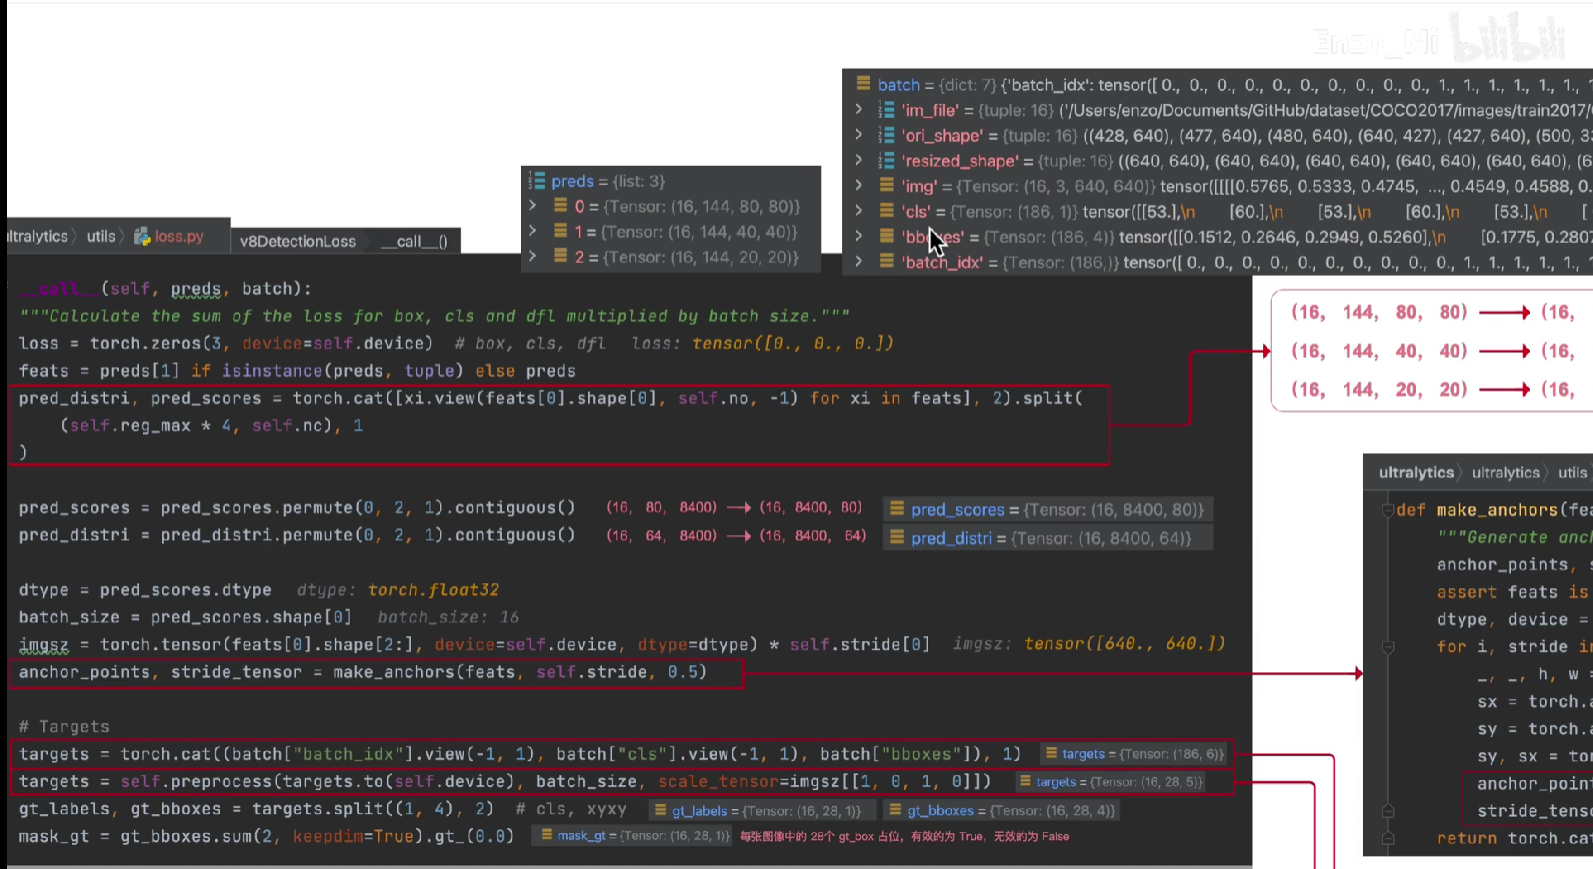 Enzo_Mi bilibili
batch = {dict: 7} {'batch_idx': tensor([ 0., 0., 0., 0., 0., 0., 0., 0., 0., 0., 1., 1., 1., 1., 1., 1.,
'im_file' = {tuple: 16} ('/Users/enzo/Documents/GitHub/dataset/COCO2017/images/train2017/
'ori_shape' = {tuple: 16} ((428, 640), (477, 640), (480, 640), (640, 427), (427, 640), (500, 3
'resized_shape' = {tuple: 16} ((640, 640), (640, 640), (640, 640), (640, 640), (640, 640), (6
'img' = {Tensor: (16, 3, 640, 640)} tensor([[[[0.5765, 0.5333, 0.4745, ..., 0.4549, 0.4588, 0.
'cls' = {Tensor: (186, 1)} tensor([[53.],\n [60.],\n [53.],\n [60.],\n [53.],\n [
'bboxes' = {Tensor: (186, 4)} tensor([[0.1512, 0.2646, 0.2949, 0.5260],\n [0.1775, 0.2807
'batch_idx' = {Tensor: (186,)} tensor([ 0., 0., 0., 0., 0., 0., 0., 0., 0., 0., 1., 1., 1., 1., 1.
preds = {list: 3}
0 = {Tensor: (16, 144, 80, 80)}
1 = {Tensor: (16, 144, 40, 40)}
2 = {Tensor: (16, 144, 20, 20)}
ltralytics 〉 utils 〉 loss.py v8DetectionLoss __call__()
__call__(self, preds, batch):
"""Calculate the sum of the loss for box, cls and dfl multiplied by batch size."""
loss = torch.zeros(3, device=self.device) # box, cls, dfl loss: tensor([0., 0., 0.])
feats = preds[1] if isinstance(preds, tuple) else preds
pred_distri, pred_scores = torch.cat([xi.view(feats[0].shape[0], self.no, -1) for xi in feats], 2).split(
(self.reg_max * 4, self.nc), 1
)
pred_scores = pred_scores.permute(0, 2, 1).contiguous() (16, 80, 8400) → (16, 8400, 80) pred_scores = {Tensor: (16, 8400, 80)}
pred_distri = pred_distri.permute(0, 2, 1).contiguous() (16, 64, 8400) → (16, 8400, 64) pred_distri = {Tensor: (16, 8400, 64)}
dtype = pred_scores.dtype dtype: torch.float32
batch_size = pred_scores.shape[0] batch_size: 16
imgsz = torch.tensor(feats[0].shape[2:], device=self.device, dtype=dtype) * self.stride[0] imgsz: tensor([640., 640.])
anchor_points, stride_tensor = make_anchors(feats, self.stride, 0.5)
# Targets
targets = torch.cat((batch["batch_idx"].view(-1, 1), batch["cls"].view(-1, 1), batch["bboxes"]), 1) targets = {Tensor: (186, 6)}
targets = self.preprocess(targets.to(self.device), batch_size, scale_tensor=imgsz[[1, 0, 1, 0]]) targets = {Tensor: (16, 28, 5)}
gt_labels, gt_bboxes = targets.split((1, 4), 2) # cls, xyxy gt_labels = {Tensor: (16, 28, 1)} gt_bboxes = {Tensor: (16, 28, 4)}
mask_gt = gt_bboxes.sum(2, keepdim=True).gt_(0.0) mask_gt = {Tensor: (16, 28, 1)} 每张图像中的 28个 gt_box 占位，有效的为 True，无效的为 False
(16, 144, 80, 80) → (16,
(16, 144, 40, 40) → (16,
(16, 144, 20, 20) → (16,
ultralytics 〉 ultralytics 〉 utils
def make_anchors(fea
"""Generate anch
anchor_points, s
assert feats is
dtype, device =
for i, stride in
_, _, h, w =
sx = torch.a
sy = torch.a
sy, sx = tor
anchor_point
stride_tenso
return torch.cat